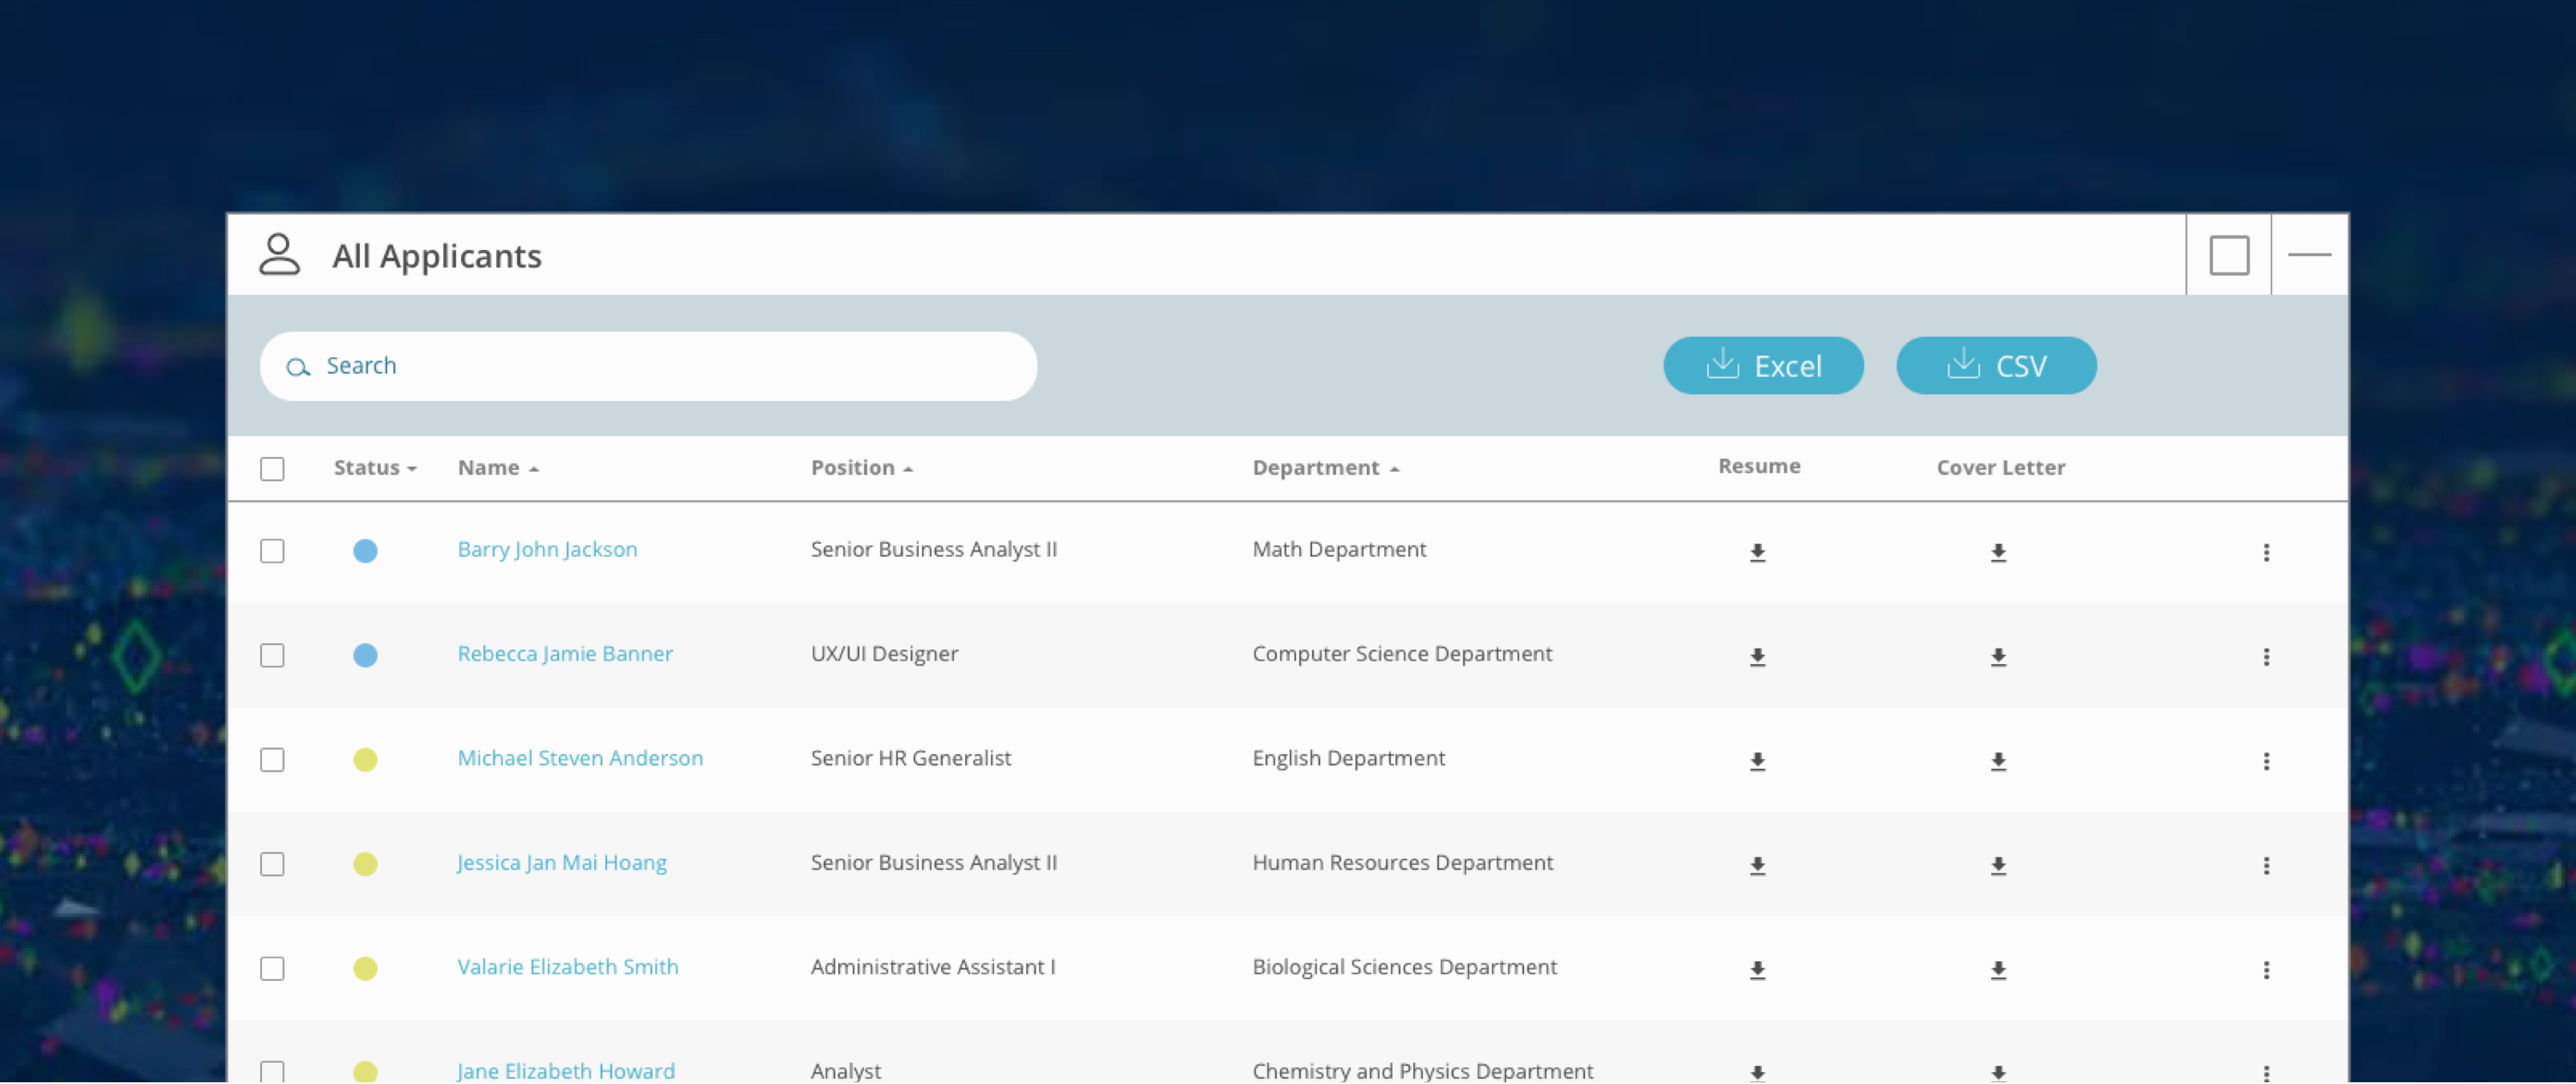 All Applicants
Search
Excel CSV
Status Name Position Department Resume Cover Letter
Barry John Jackson Senior Business Analyst II Math Department
Rebecca Jamie Banner UX/UI Designer Computer Science Department
Michael Steven Anderson Senior HR Generalist English Department
Jessica Jan Mai Hoang Senior Business Analyst II Human Resources Department
Valarie Elizabeth Smith Administrative Assistant I Biological Sciences Department
Jane Elizabeth Howard Analyst Chemistry and Physics Department